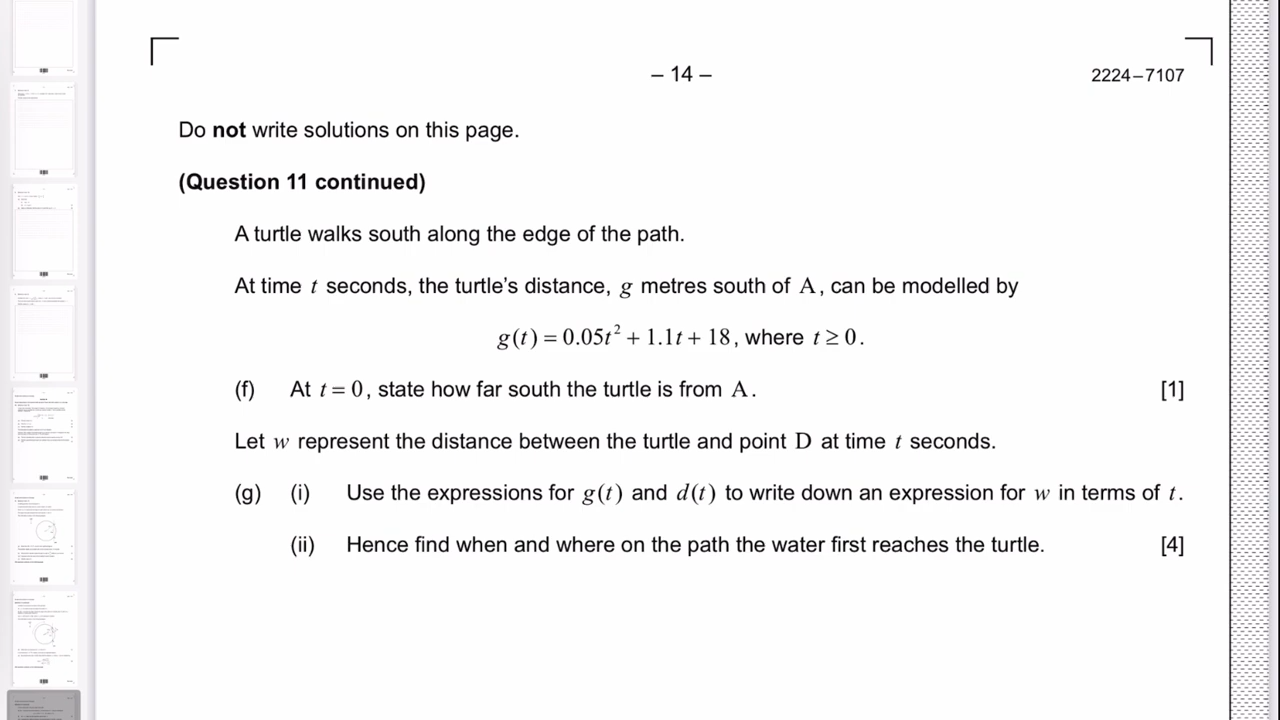 – 14 –
2224–7107
Do not write solutions on this page.
(Question 11 continued)
A turtle walks south along the edge of the path.
At time t seconds, the turtle's distance, g metres south of A, can be modelled by
g(t) = 0.05t² + 1.1t + 18, where t ≥ 0.
(f) At t = 0, state how far south the turtle is from A. [1]
Let w represent the distance between the turtle and point D at time t seconds.
(g) (i) Use the expressions for g(t) and d(t) to write down an expression for w in terms of t.
(ii) Hence find when and where on the path the water first reaches the turtle. [4]